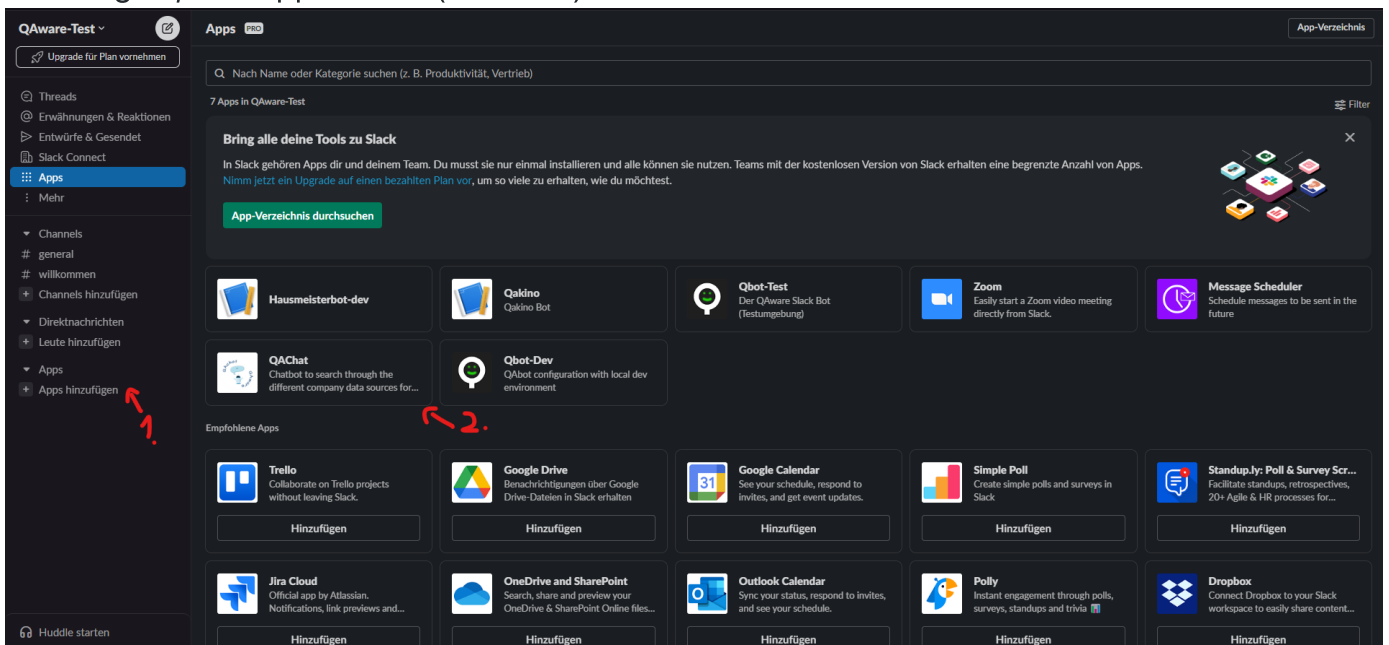 QAware-Test
Upgrade für Plan vornehmen
Threads
Erwähnungen & Reaktionen
Entwürfe & Gesendet
Slack Connect
Apps
Mehr
Channels
# general
# willkommen
+ Channels hinzufügen
Direktnachrichten
+ Leute hinzufügen
Apps
+ Apps hinzufügen
1.
Huddle starten
Apps PRO
App-Verzeichnis
Nach Name oder Kategorie suchen (z. B. Produktivität, Vertrieb)
7 Apps in QAware-Test
Filter
Bring alle deine Tools zu Slack
In Slack gehören Apps dir und deinem Team. Du musst sie nur einmal installieren und alle können sie nutzen. Teams mit der kostenlosen Version von Slack erhalten eine begrenzte Anzahl von Apps.
Nimm jetzt ein Upgrade auf einen bezahlten Plan vor, um so viele zu erhalten, wie du möchtest.
App-Verzeichnis durchsuchen
Hausmeisterbot-dev
Qakino
Qakino Bot
Qbot-Test
Der QAware Slack Bot
(Testumgebung)
Zoom
Easily start a Zoom video meeting
directly from Slack.
Message Scheduler
Schedule messages to be sent in the
future
QAChat
Chatbot to search through the
different company data sources for...
Qbot-Dev
QAbot configuration with local dev
environment
2.
Empfohlene Apps
Trello
Collaborate on Trello projects
without leaving Slack.
Hinzufügen
Google Drive
Benachrichtigungen über Google
Drive-Dateien in Slack erhalten
Hinzufügen
31
Google Calendar
See your schedule, respond to
invites, and get event updates.
Hinzufügen
Simple Poll
Create simple polls and surveys in
Slack
Hinzufügen
Standup.ly: Poll & Survey Scr...
Facilitate standups, retrospectives,
20+ Agile & HR processes for...
Hinzufügen
Jira Cloud
Official app by Atlassian.
Notifications, link previews and...
Hinzufügen
OneDrive and SharePoint
Search, share and preview your
OneDrive & SharePoint Online files...
Hinzufügen
Outlook Calendar
Sync your status, respond to invites,
and see your schedule.
Hinzufügen
Polly
Instant engagement through polls,
surveys, standups and trivia
Hinzufügen
Dropbox
Connect Dropbox to your Slack
workspace to easily share content...
Hinzufügen